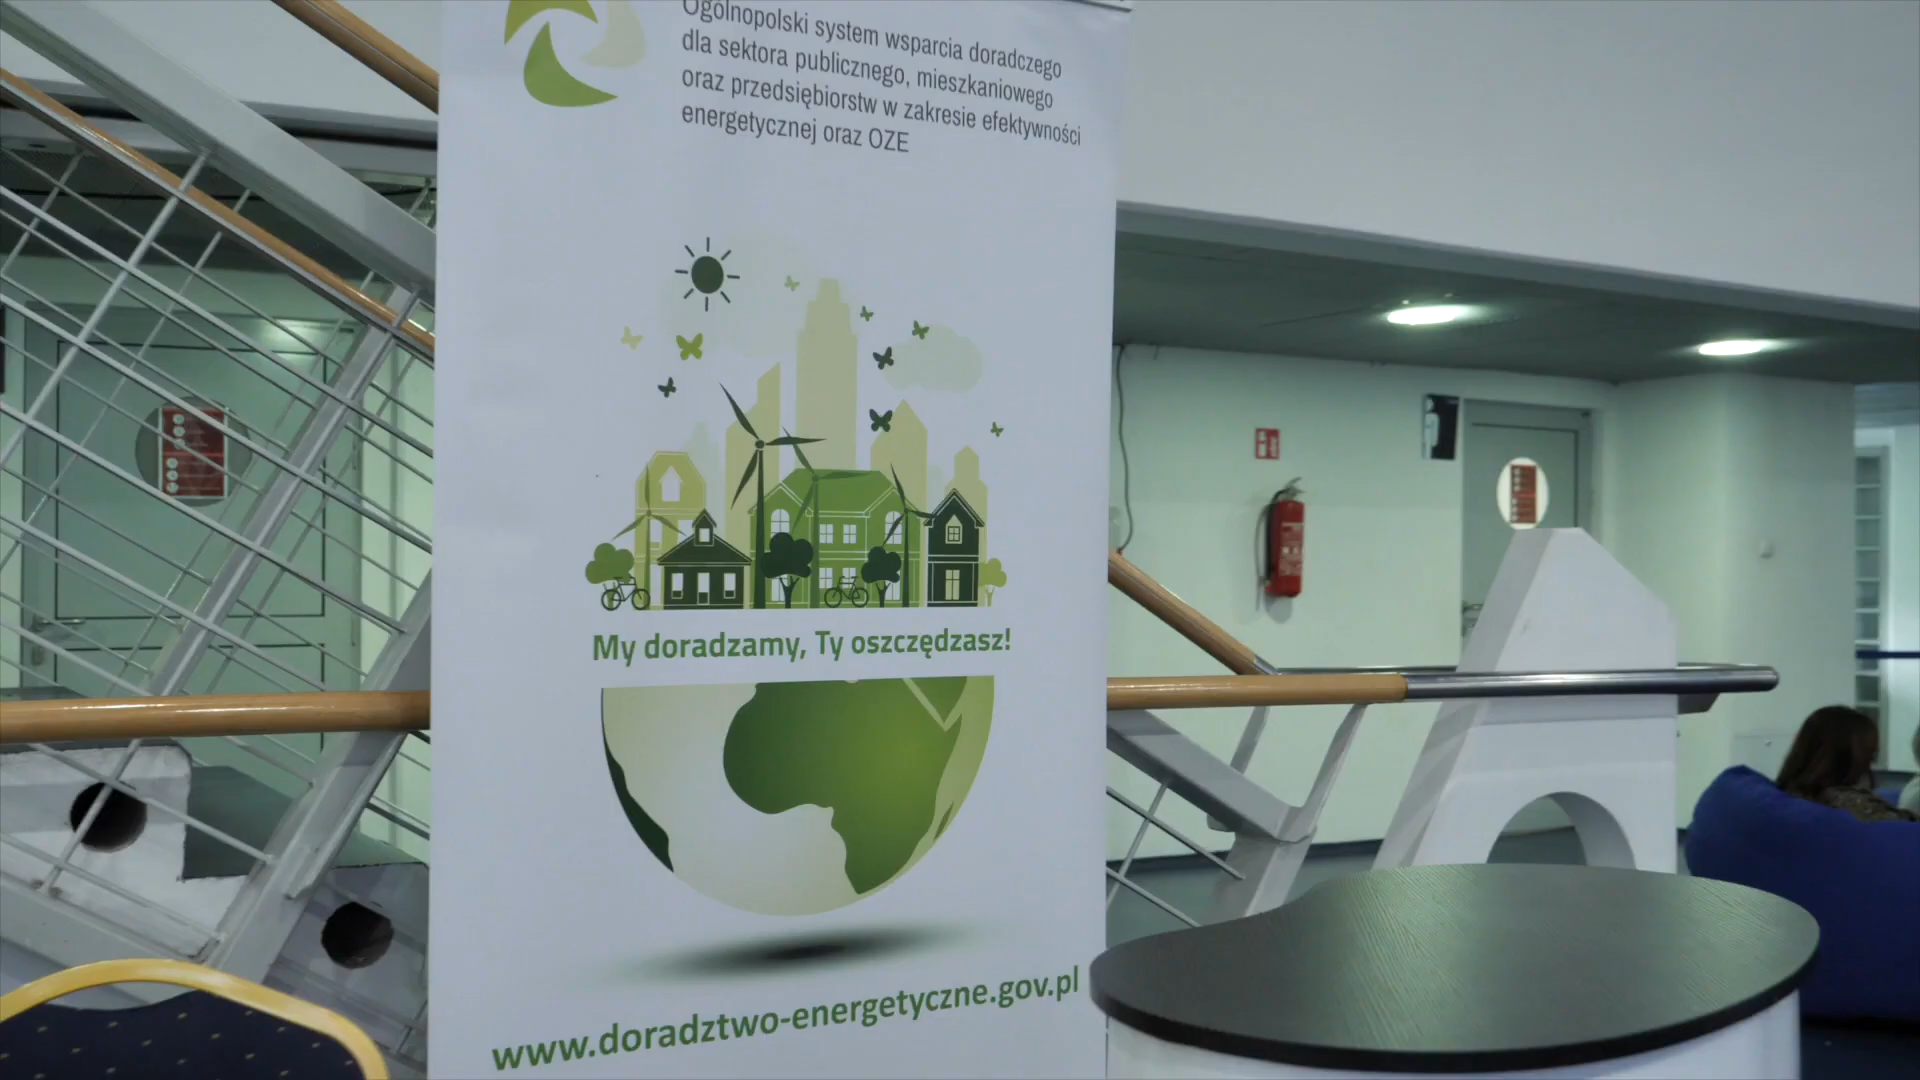 Ogólnopolski system wsparcia doradczego
dla sektora publicznego, mieszkaniowego
oraz przedsiębiorstw w zakresie efektywności
energetycznej oraz OZE
My doradzamy, Ty oszczędzasz!
www.doradztwo-energetyczne.gov.pl